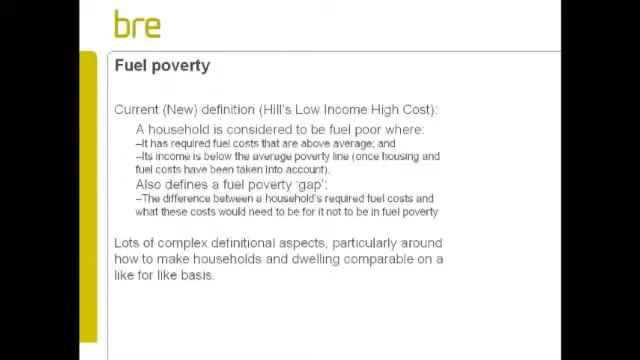 bre
Fuel poverty
Current (New) definition (Hill's Low Income High Cost):
A household is considered to be fuel poor where:
–It has required fuel costs that are above average; and
–Its income is below the average poverty line (once housing and
fuel costs have been taken into account).
Also defines a fuel poverty 'gap':
–The difference between a household's required fuel costs and
what these costs would need to be for it not to be in fuel poverty
Lots of complex definitional aspects, particularly around
how to make households and dwelling comparable on a
like for like basis.